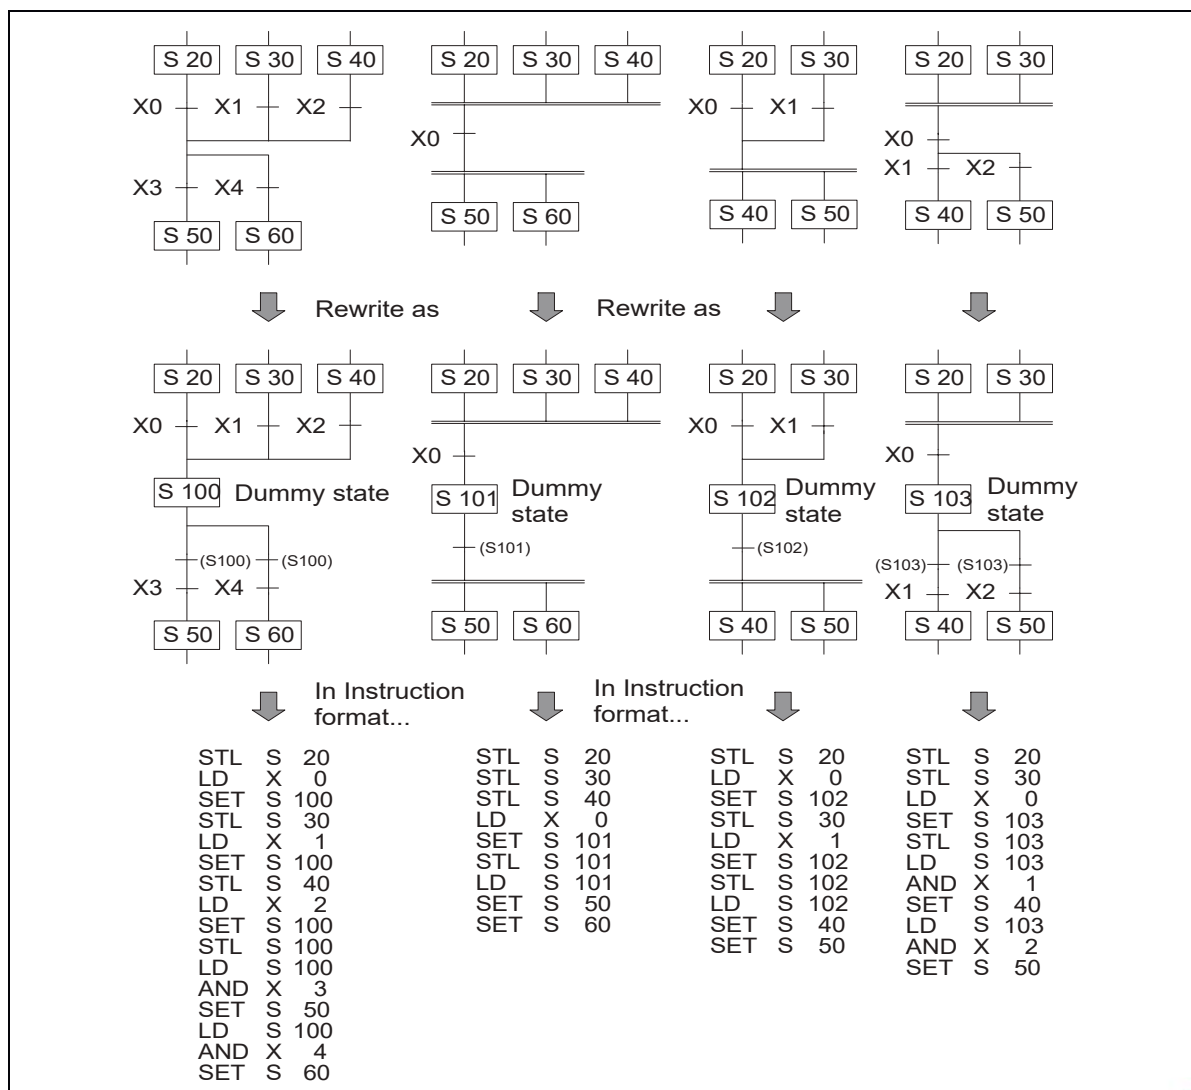 S 20 S 30 S 40 S 20 S 30 S 40 S 20 S 30 S 20 S 30
X0 X1 X2 X0 X1
X0 X0
X1 X2
X3 X4
S 50 S 60 S 50 S 60 S 40 S 50 S 40 S 50
Rewrite as Rewrite as
S 20 S 30 S 40 S 20 S 30 S 40 S 20 S 30 S 20 S 30
X0 X1 X2 X0 X1
X0 X0
S 100 Dummy state S 101 Dummy state S 102 Dummy state S 103 Dummy state
(S100) (S100) (S101) (S102) (S103) (S103)
X3 X4 X1 X2
S 50 S 60 S 50 S 60 S 40 S 50 S 40 S 50
In Instruction
format...
In Instruction
format...
STL S 20
LD X 0
SET S 100
STL S 30
LD X 1
SET S 100
STL S 40
LD X 2
SET S 100
STL S 100
LD S 100
AND X 3
SET S 50
LD S 100
AND X 4
SET S 60
STL S 20
STL S 30
STL S 40
LD X 0
SET S 101
STL S 101
LD S 101
SET S 50
SET S 60
STL S 20
LD X 0
SET S 102
STL S 30
LD X 1
SET S 102
STL S 102
LD S 102
SET S 40
SET S 50
STL S 20
STL S 30
LD X 0
SET S 103
STL S 103
LD S 103
AND X 1
SET S 40
LD S 103
AND X 2
SET S 50